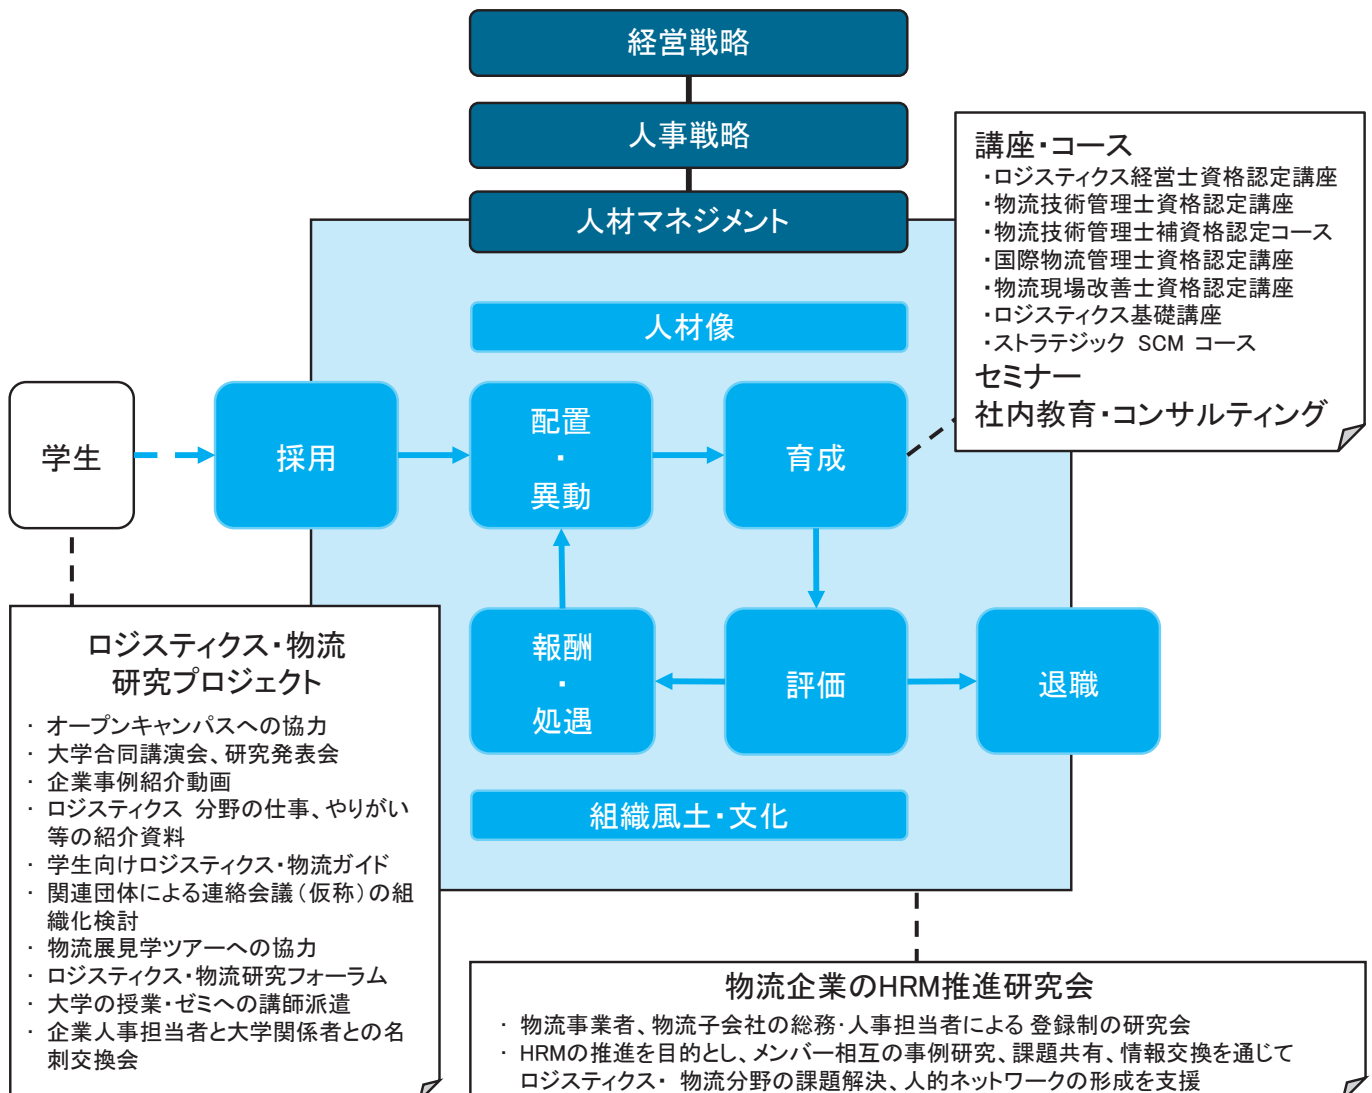 経営戦略
人事戦略
人材マネジメント
講座・コース
・ロジスティクス経営士資格認定講座
・物流技術管理士資格認定講座
・物流技術管理士補資格認定コース
・国際物流管理士資格認定講座
・物流現場改善士資格認定講座
・ロジスティクス基礎講座
・ストラテジック SCM コース
セミナー
社内教育・コンサルティング
人材像
学生
採用
配置
・
異動
育成
報酬
・
処遇
評価
退職
組織風土・文化
ロジスティクス・物流
研究プロジェクト
・ オープンキャンパスへの協力
・ 大学合同講演会、研究発表会
・ 企業事例紹介動画
・ ロジスティクス 分野の仕事、やりがい
等の紹介資料
・ 学生向けロジスティクス・物流ガイド
・ 関連団体による連絡会議(仮称)の組
織化検討
・ 物流展見学ツアーへの協力
・ ロジスティクス・物流研究フォーラム
・ 大学の授業・ゼミへの講師派遣
・ 企業人事担当者と大学関係者との名
刺交換会
物流企業のHRM推進研究会
・ 物流事業者、物流子会社の総務・人事担当者による 登録制の研究会
・ HRMの推進を目的とし、メンバー相互の事例研究、課題共有、情報交換を通じて
ロジスティクス・ 物流分野の課題解決、人的ネットワークの形成を支援